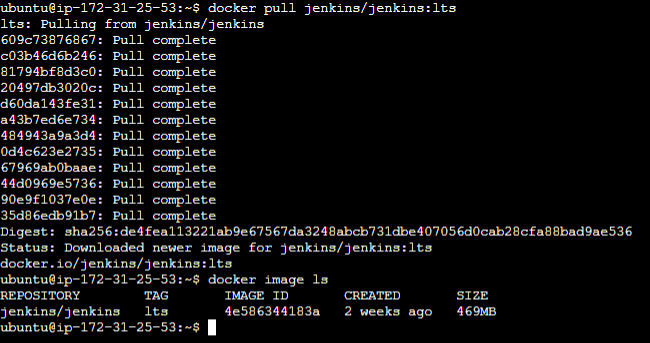 ubuntu@ip-172-31-25-53:~$ docker pull jenkins/jenkins:lts
lts: Pulling from jenkins/jenkins
609c73876867: Pull complete
c03b46d6b246: Pull complete
81794bf8d3c0: Pull complete
20497db3020c: Pull complete
d60da143fe31: Pull complete
a43b7ed6e734: Pull complete
484943a9a3d4: Pull complete
0d4c623e2735: Pull complete
67969ab0baae: Pull complete
44d0969e5736: Pull complete
90e9f1037e0e: Pull complete
35d86edb91b7: Pull complete
Digest: sha256:de4fea113221ab9e67567da3248abcb731dbe407056d0cab28cfa88bad9ae536
Status: Downloaded newer image for jenkins/jenkins:lts
docker.io/jenkins/jenkins:lts
ubuntu@ip-172-31-25-53:~$ docker image ls
REPOSITORY        TAG       IMAGE ID       CREATED       SIZE
jenkins/jenkins   lts       4e586344183a   2 weeks ago   469MB
ubuntu@ip-172-31-25-53:~$